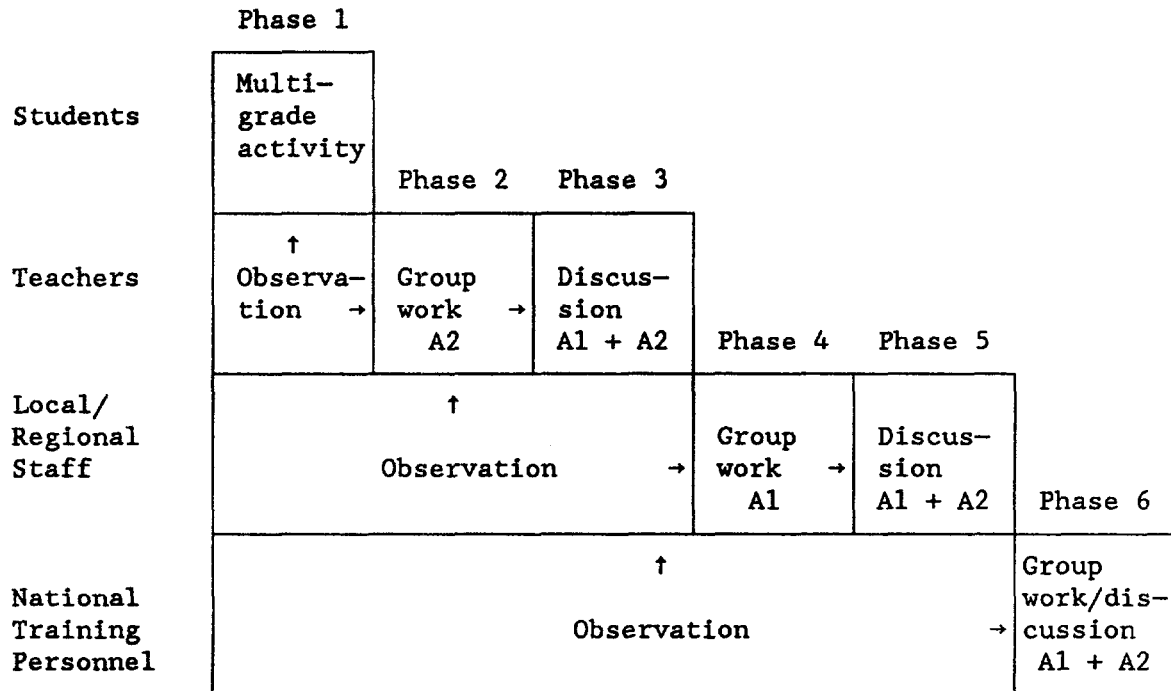 Phase 1
Students
Multi-
grade
activity
Phase 2
Phase 3
Teachers
↑
Observa-
tion →
Group
work →
A2
Discus-
sion
A1 + A2
Phase 4
Phase 5
Local/
Regional
Staff
↑
Observation →
Group
work →
A1
Discus-
sion
A1 + A2
Phase 6
National
Training
Personnel
↑
Observation →
Group
work/dis-
cussion
A1 + A2